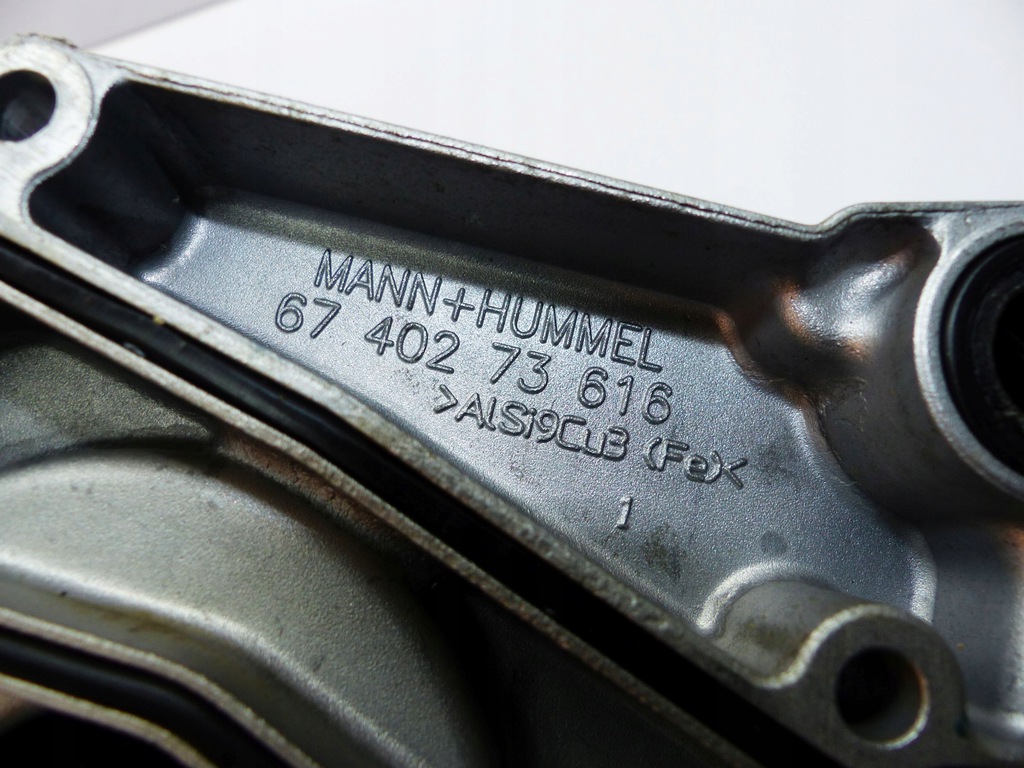 MANN+HUMMEL
67 402 73 616
>AlSi9Cu3 (Fe)<
1